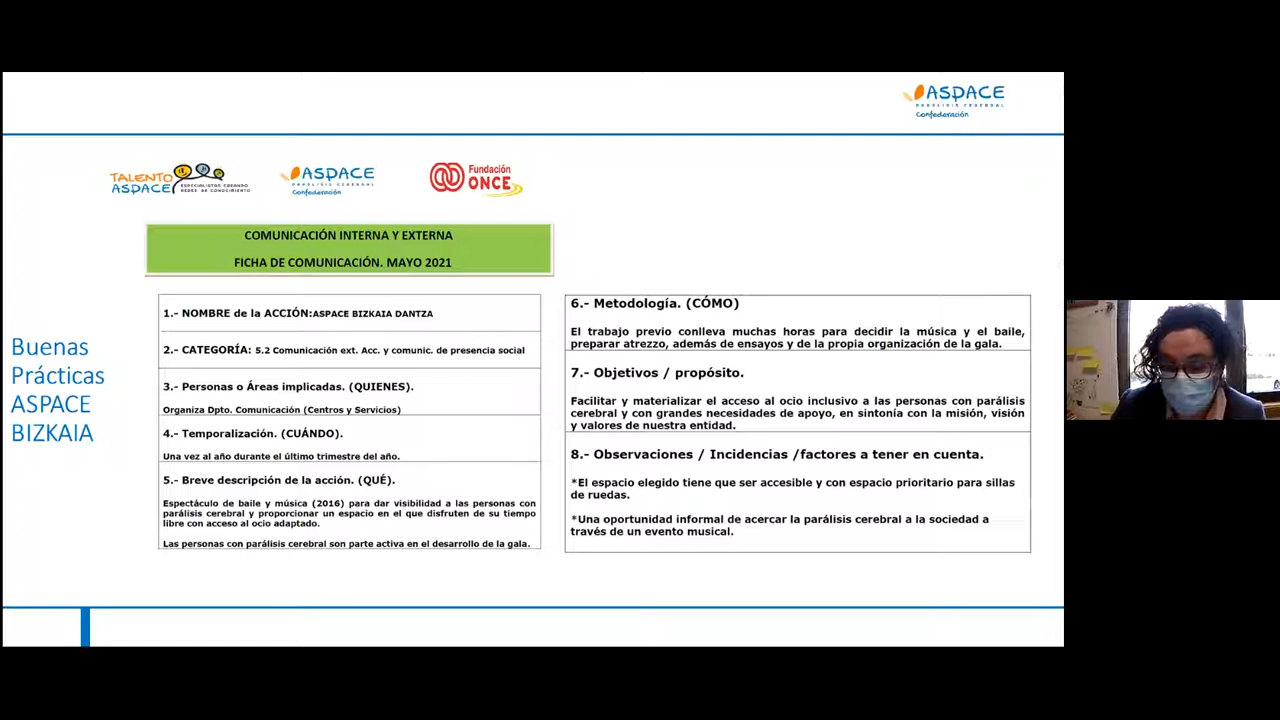 ASPACE
PARÁLISIS CEREBRAL
Confederación
TALENTO
ASPACE
ESPECIALISTAS CREANDO
REDES DE CONOCIMIENTO
ASPACE
PARÁLISIS CEREBRAL
Confederación
Fundación
ONCE
COMUNICACIÓN INTERNA Y EXTERNA
FICHA DE COMUNICACIÓN. MAYO 2021
Buenas
Prácticas
ASPACE
BIZKAIA
1.- NOMBRE de la ACCIÓN:ASPACE BIZKAIA DANTZA
2.- CATEGORÍA: 5.2 Comunicación ext. Acc. y comunic. de presencia social
3.- Personas o Áreas implicadas. (QUIENES).
Organiza Dpto. Comunicación (Centros y Servicios)
4.- Temporalización. (CUÁNDO).
Una vez al año durante el último trimestre del año.
5.- Breve descripción de la acción. (QUÉ).
Espectáculo de baile y música (2016) para dar visibilidad a las personas con
parálisis cerebral y proporcionar un espacio en el que disfruten de su tiempo
libre con acceso al ocio adaptado.
Las personas con parálisis cerebral son parte activa en el desarrollo de la gala.
6.- Metodología. (CÓMO)
El trabajo previo conlleva muchas horas para decidir la música y el baile,
preparar atrezzo, además de ensayos y de la propia organización de la gala.
7.- Objetivos / propósito.
Facilitar y materializar el acceso al ocio inclusivo a las personas con parálisis
cerebral y con grandes necesidades de apoyo, en sintonía con la misión, visión
y valores de nuestra entidad.
8.- Observaciones / Incidencias /factores a tener en cuenta.
*El espacio elegido tiene que ser accesible y con espacio prioritario para sillas
de ruedas.
*Una oportunidad informal de acercar la parálisis cerebral a la sociedad a
través de un evento musical.